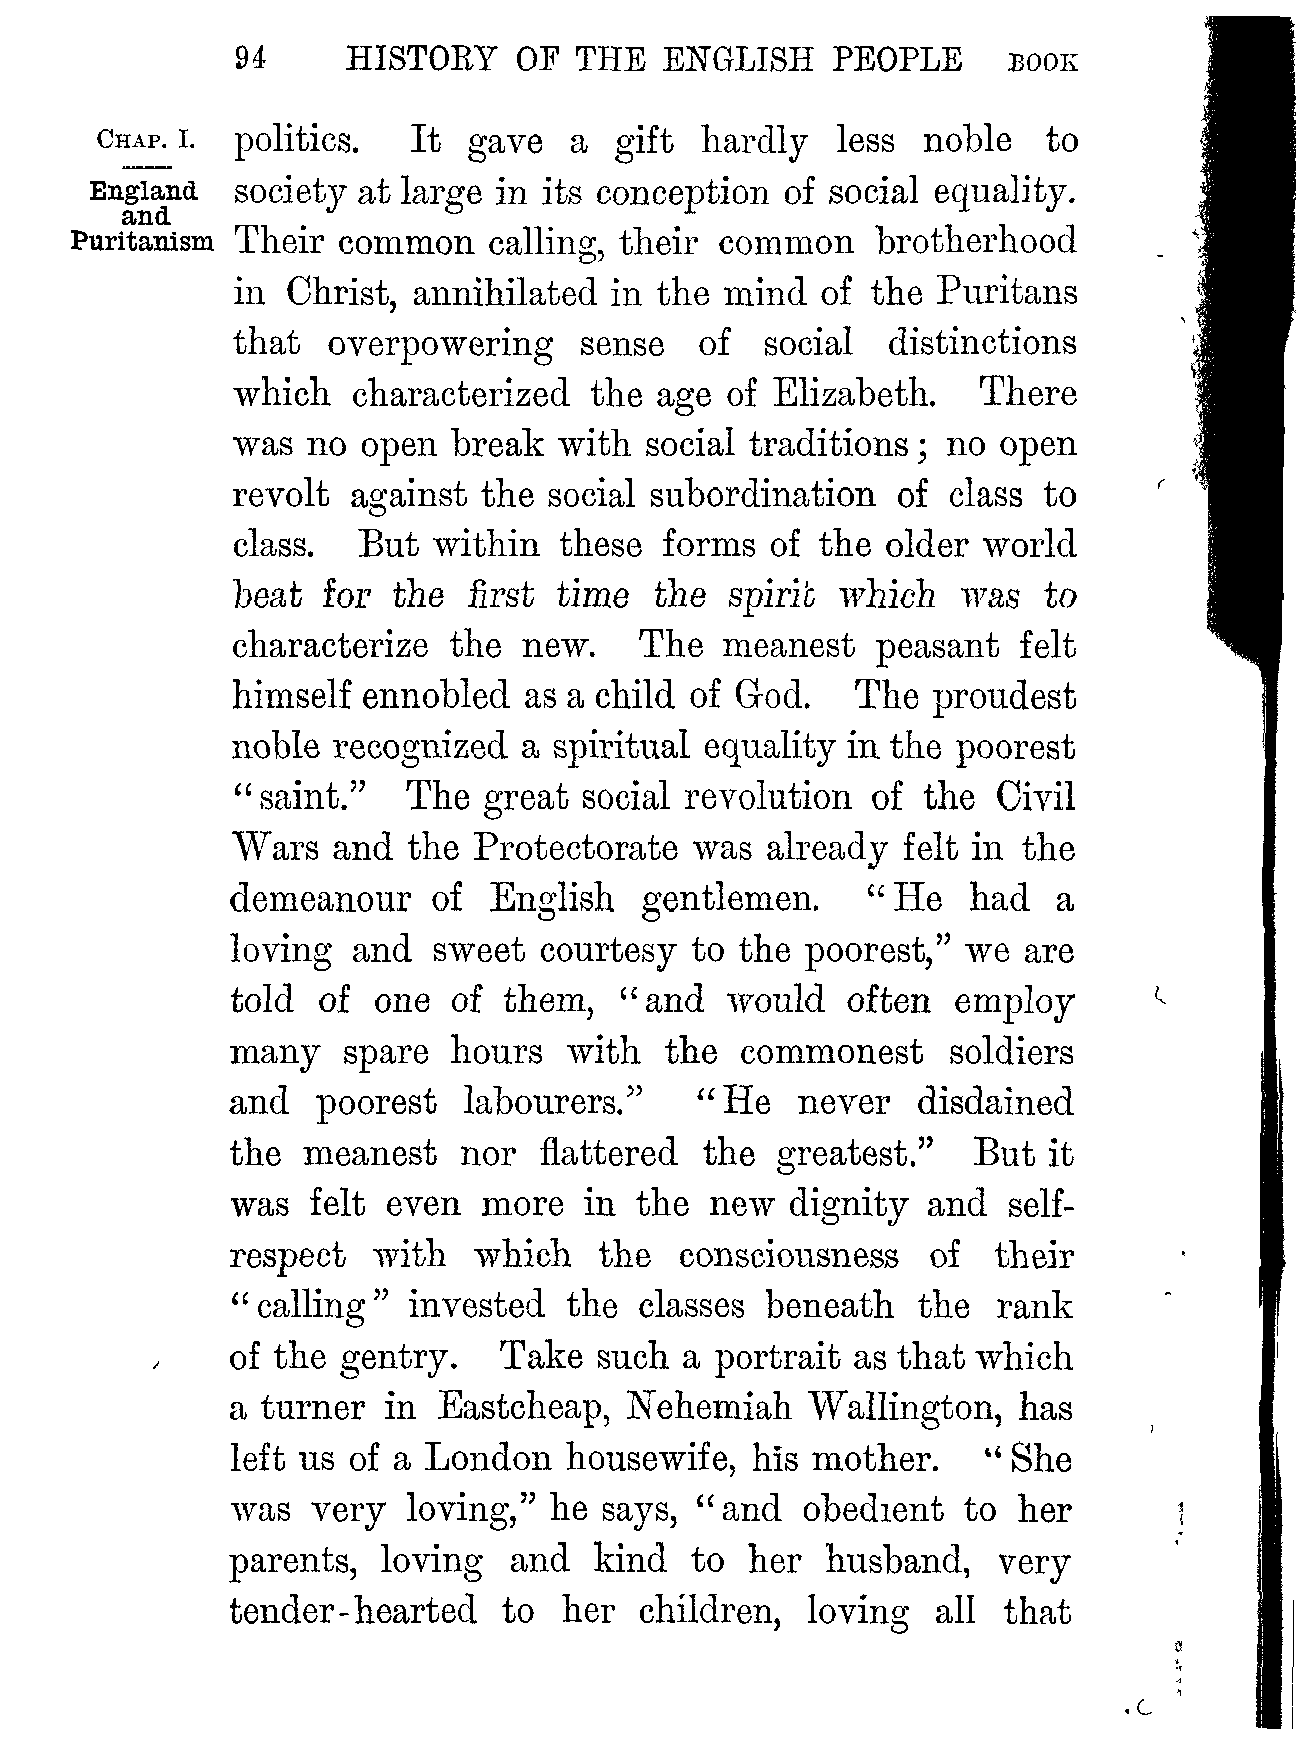 94 HISTORY OF THE ENGLISH PEOPLE BOOK
CHAP. I.
England
and
Puritanism
politics. It gave a gift hardly less noble to
society at large in its conception of social equality.
Their common calling, their common brotherhood
in Christ, annihilated in the mind of the Puritans
that overpowering sense of social distinctions
which characterized the age of Elizabeth. There
was no open break with social traditions; no open
revolt against the social subordination of class to
class. But within these forms of the older world
beat for the first time the spirit which was to
characterize the new. The meanest peasant felt
himself ennobled as a child of God. The proudest
noble recognized a spiritual equality in the poorest
"saint." The great social revolution of the Civil
Wars and the Protectorate was already felt in the
demeanour of English gentlemen. "He had a
loving and sweet courtesy to the poorest," we are
told of one of them, "and would often employ
many spare hours with the commonest soldiers
and poorest labourers." "He never disdained
the meanest nor flattered the greatest." But it
was felt even more in the new dignity and self-
respect with which the consciousness of their
"calling" invested the classes beneath the rank
of the gentry. Take such a portrait as that which
a turner in Eastcheap, Nehemiah Wallington, has
left us of a London housewife, his mother. "She
was very loving," he says, "and obedient to her
parents, loving and kind to her husband, very
tender-hearted to her children, loving all that